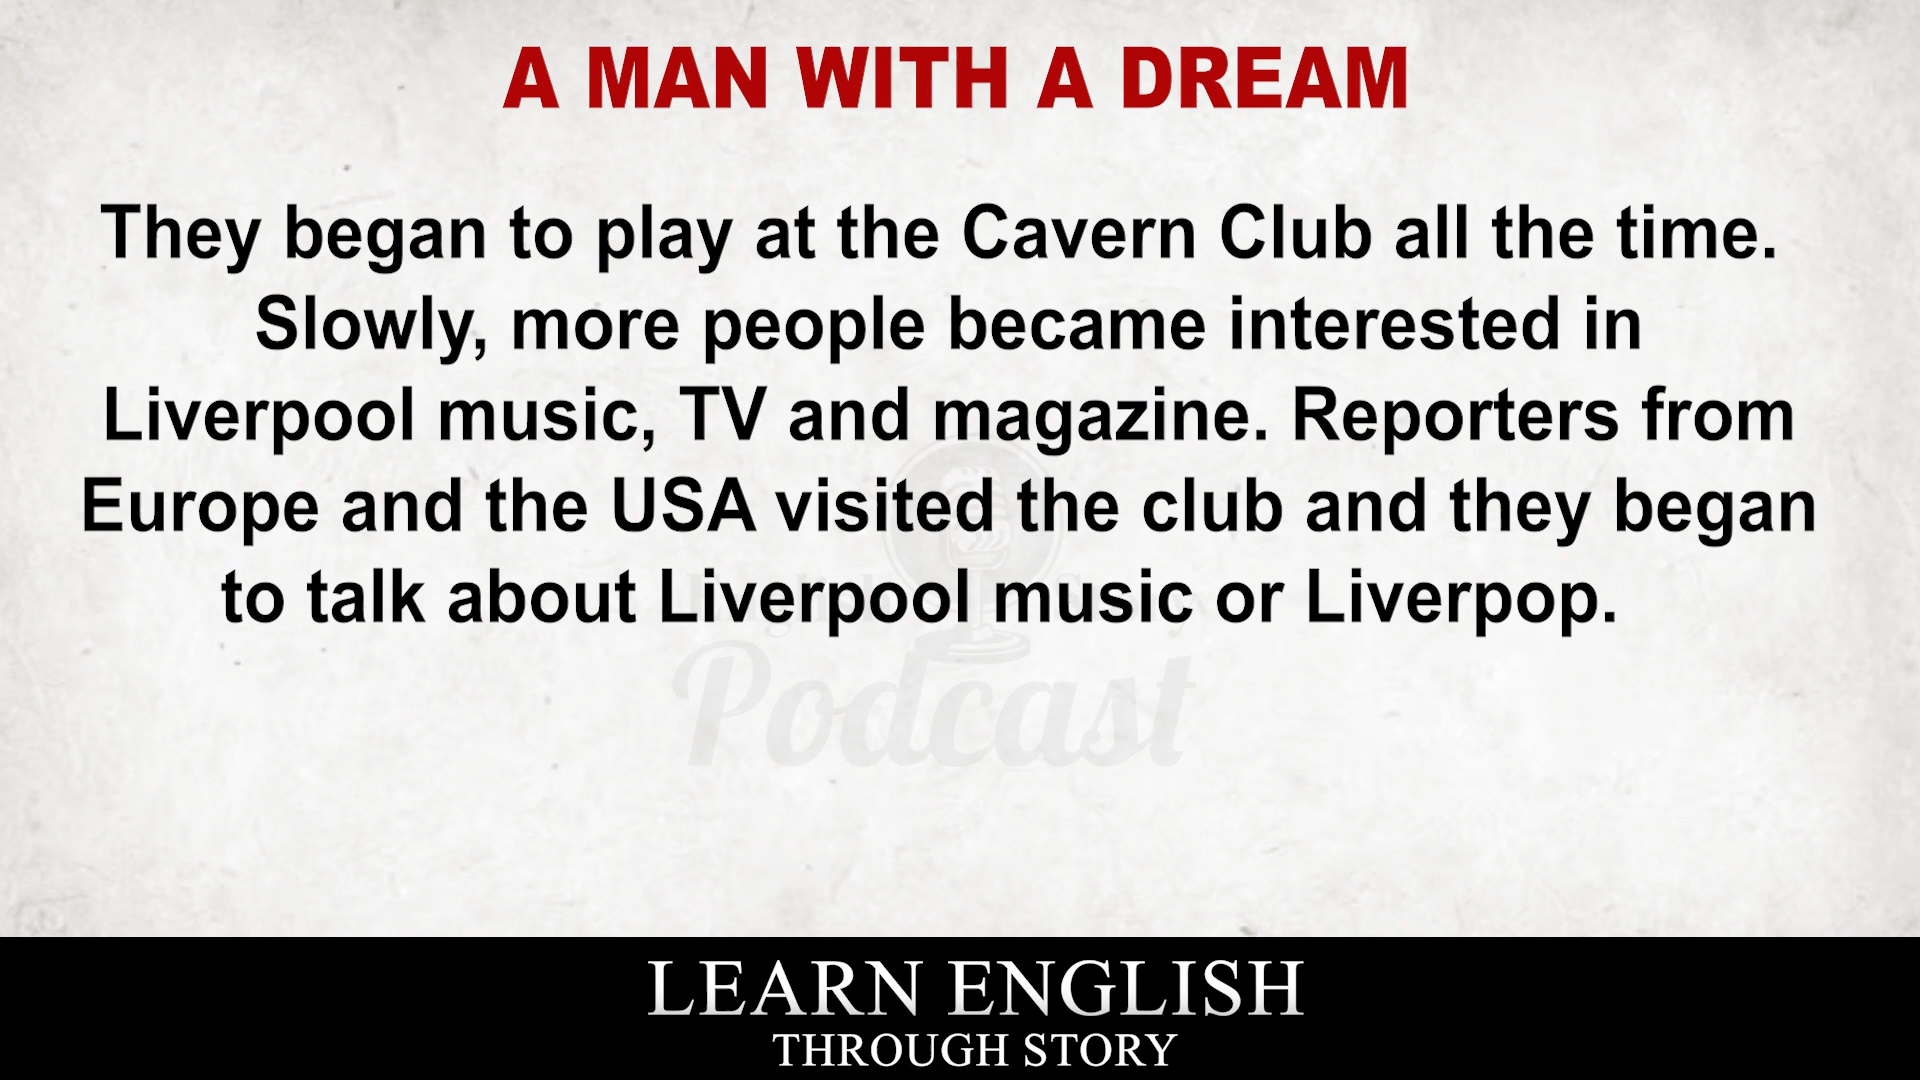 A MAN WITH A DREAM
They began to play at the Cavern Club all the time.
Slowly, more people became interested in
Liverpool music, TV and magazine. Reporters from
Europe and the USA visited the club and they began
to talk about Liverpool music or Liverpop.
Podcast
LEARN ENGLISH
THROUGH STORY